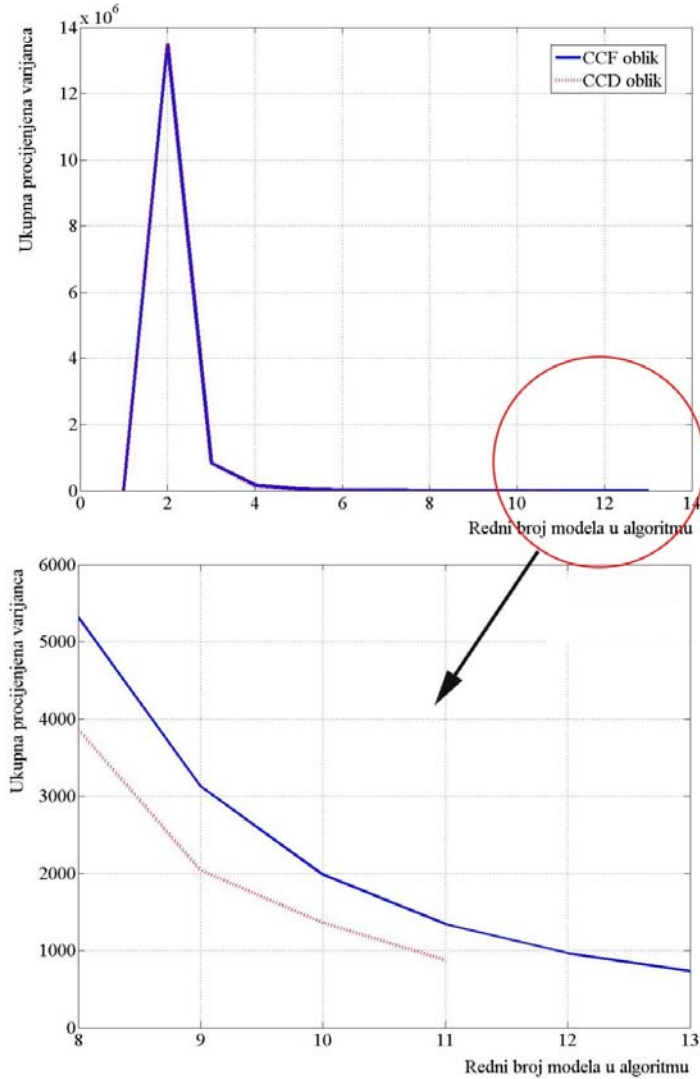 x 10⁶
14
12
10
8
6
4
2
0
Ukupna procijenjena varijanca
CCF oblik
CCD oblik
0 2 4 6 8 10 12 14
Redni broj modela u algoritmu
6000
5000
4000
3000
2000
1000
0
Ukupna procijenjena varijanca
8 9 10 11 12 13
Redni broj modela u algoritmu